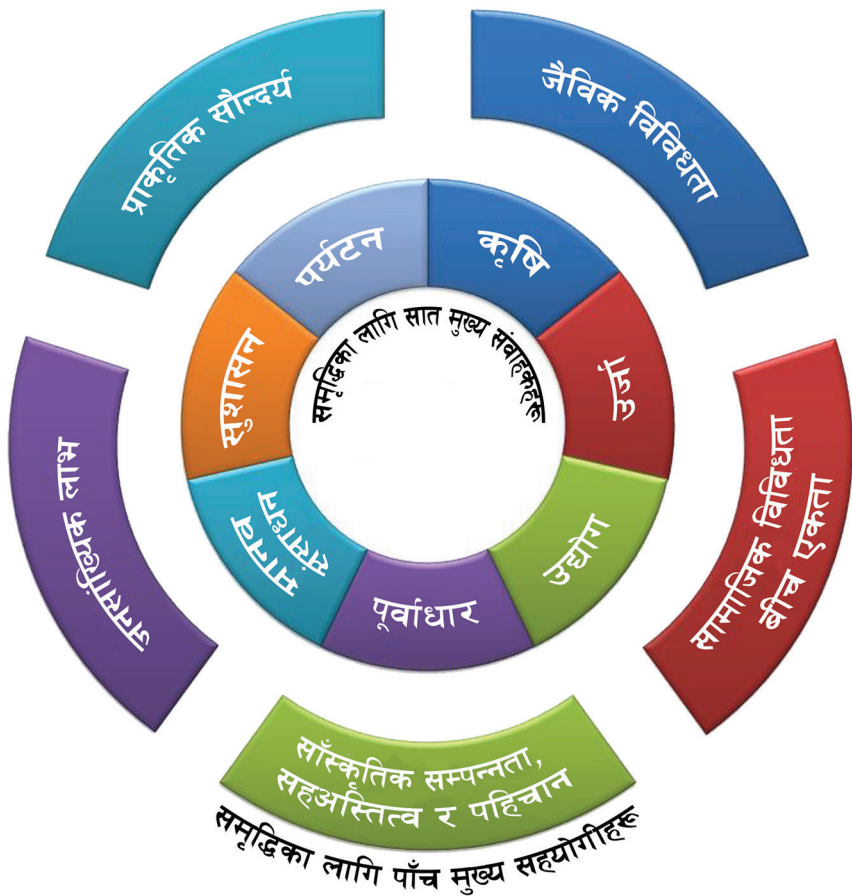 प्राकृतिक सौन्दर्य
जैविक विविधता
पर्यटन
कृषि
समृद्धिका लागि सात मुख्य संवाहकहरू
सुशासन
उर्जा
जनसांख्यिक लाभ
सामाजिक विविधता
बीच एकता
मानव
संसाधन
उद्योग
पूर्वाधार
साँस्कृतिक सम्पन्नता,
सहअस्तित्व र पहिचान
समृद्धिका लागि पाँच मुख्य सहयोगीहरू